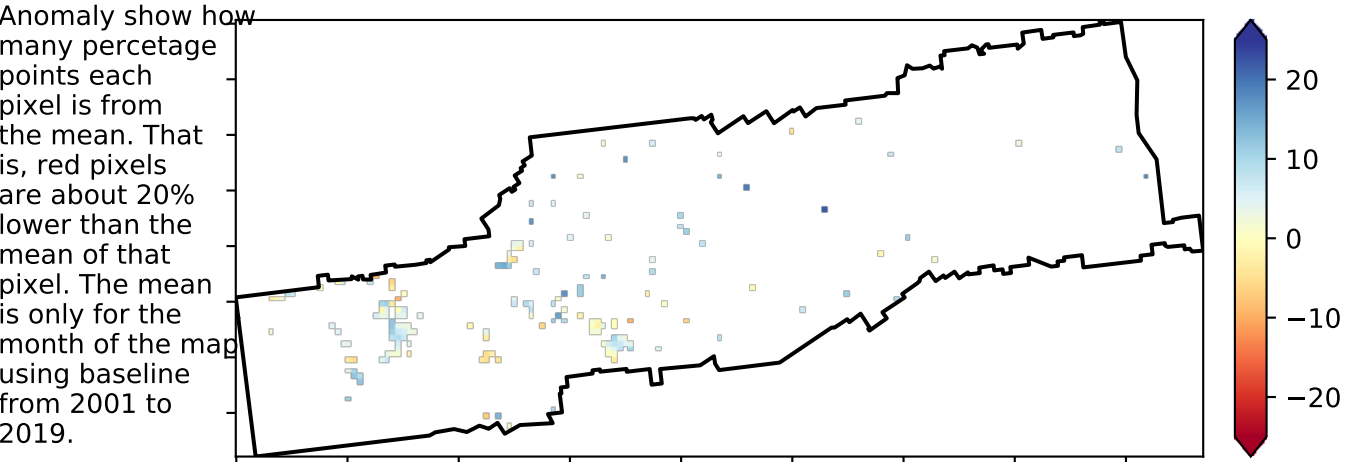 Anomaly show how
many percetage
points each
pixel is from
the mean. That
is, red pixels
are about 20%
lower than the
mean of that
pixel. The mean
is only for the
month of the map
using baseline
from 2001 to
2019.
20
10
0
−10
−20